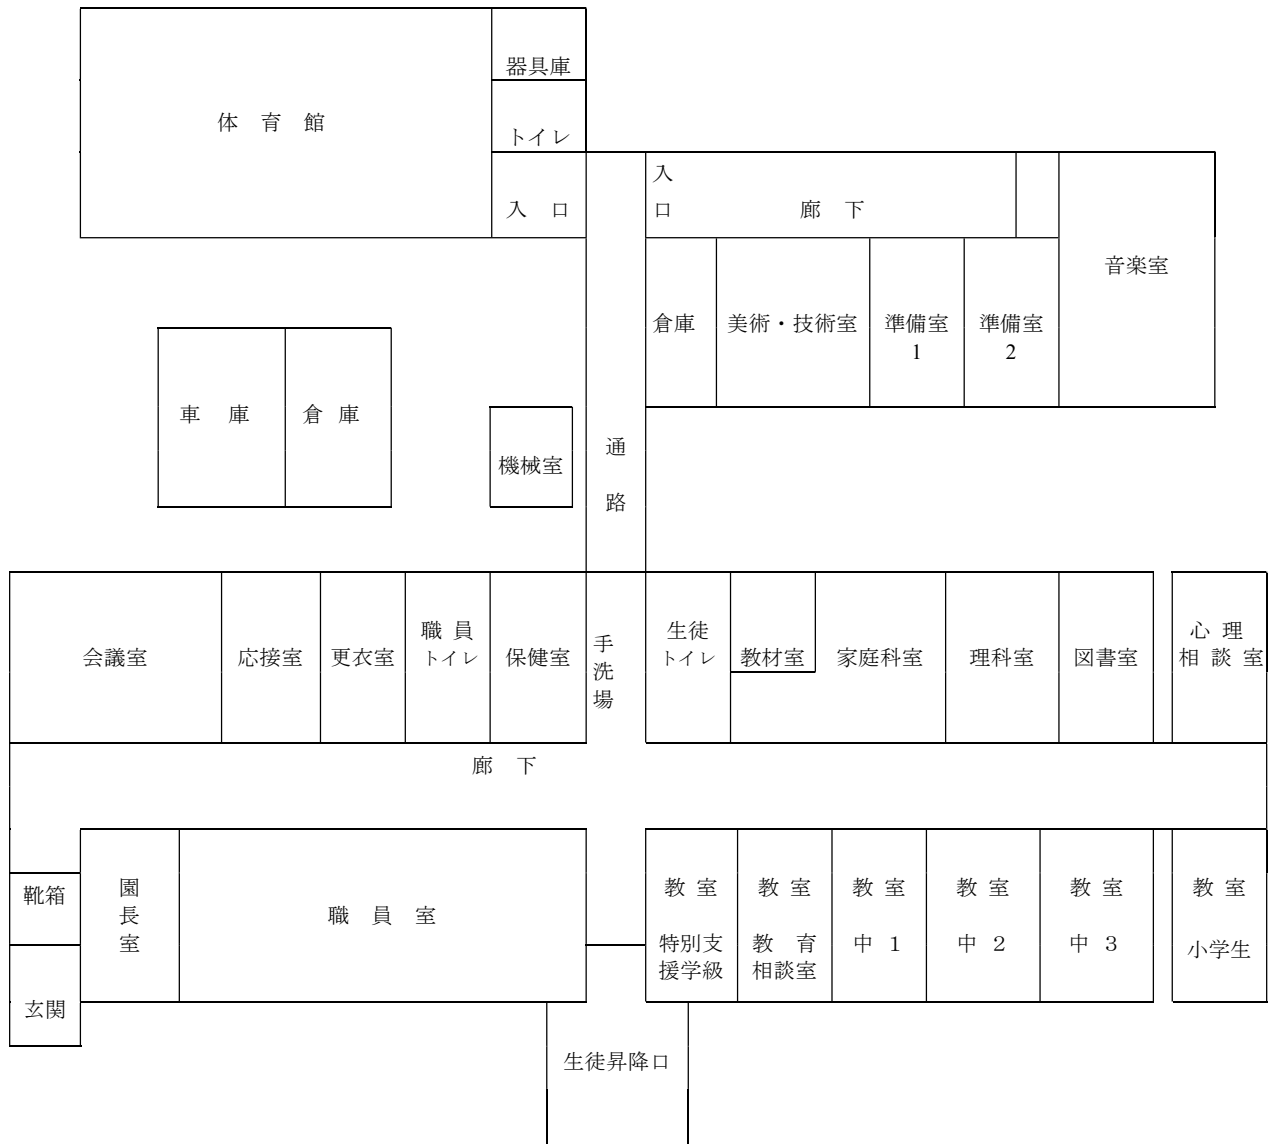 器具庫
体 育 館
トイレ
入 口
入
口
廊 下
音楽室
倉庫
美術・技術室
準備室
1
準備室
2
車 庫
倉 庫
機械室
通
路
会議室
応接室
更衣室
職 員
トイレ
保健室
手
洗
場
生徒
トイレ
教材室
家庭科室
理科室
図書室
心 理
相 談 室
廊 下
靴箱
玄関
園
長
室
職 員 室
教 室
特別支
援学級
教 室
教 育
相談室
教 室
中 1
教 室
中 2
教 室
中 3
教 室
小学生
生徒昇降口